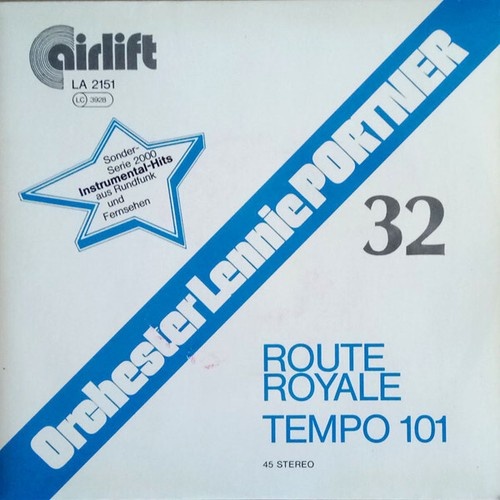 airlift
LA 2151
LC 3928
Sonder-
Serie 2000
Instrumental-Hits
aus Rundfunk
und
Fernsehen
Orchester Lennie PORTNER
32
ROUTE
ROYALE
TEMPO 101
45 STEREO